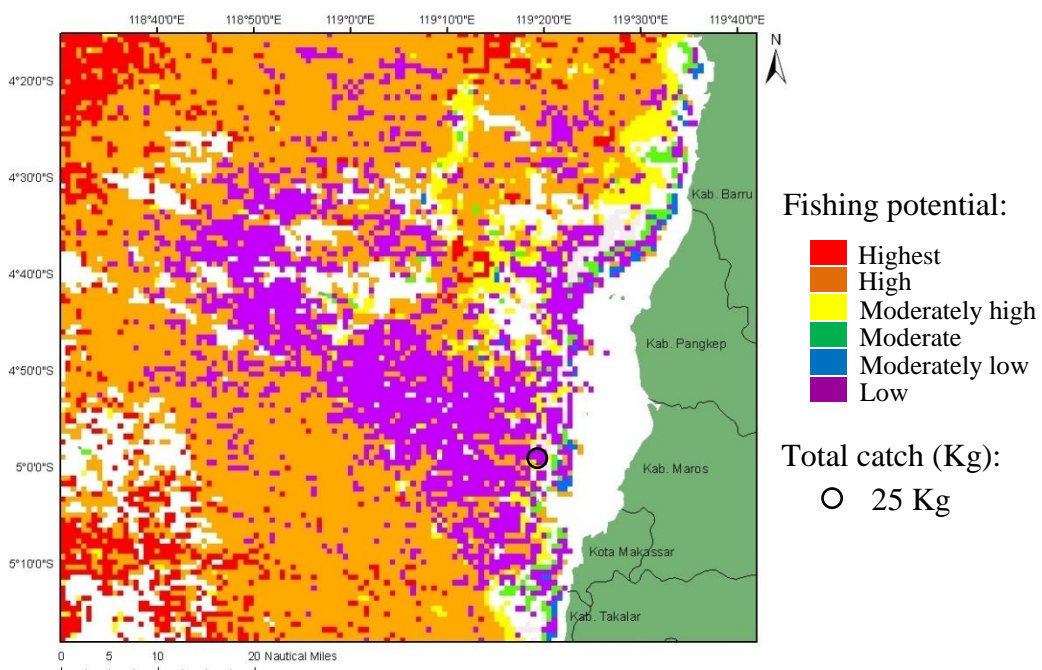 118°40'0"E 118°50'0"E 119°0'0"E 119°10'0"E 119°20'0"E 119°30'0"E 119°40'0"E
N
4°20'0"S
4°30'0"S
Kab. Barru
Fishing potential:
Highest
4°40'0"S
High
Moderately high
Kab. Pangkep
Moderate
Moderately low
4°50'0"S
Low
Total catch (Kg):
5°0'0"S
Kab. Maros
25 Kg
Kota Makassar
5°10'0"S
Kab. Takalar
0 5 10 20 Nautical Miles